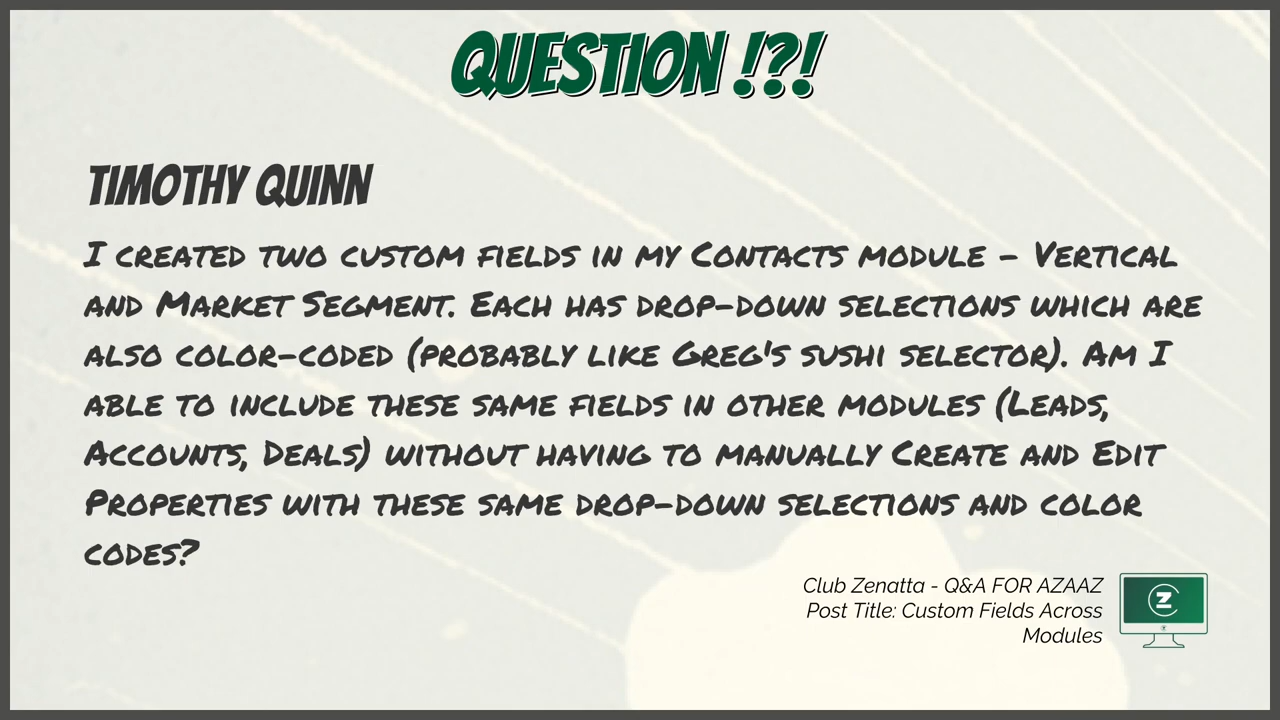 QUESTION !?!
TIMOTHY QUINN
I CREATED TWO CUSTOM FIELDS IN MY CONTACTS MODULE - VERTICAL
AND MARKET SEGMENT. EACH HAS DROP-DOWN SELECTIONS WHICH ARE
ALSO COLOR-CODED (PROBABLY LIKE GREG'S SUSHI SELECTOR). AM I
ABLE TO INCLUDE THESE SAME FIELDS IN OTHER MODULES (LEADS,
ACCOUNTS, DEALS) WITHOUT HAVING TO MANUALLY CREATE AND EDIT
PROPERTIES WITH THESE SAME DROP-DOWN SELECTIONS AND COLOR
CODES?
Club Zenatta - Q&A FOR AZAAZ
Post Title: Custom Fields Across
Modules
Z